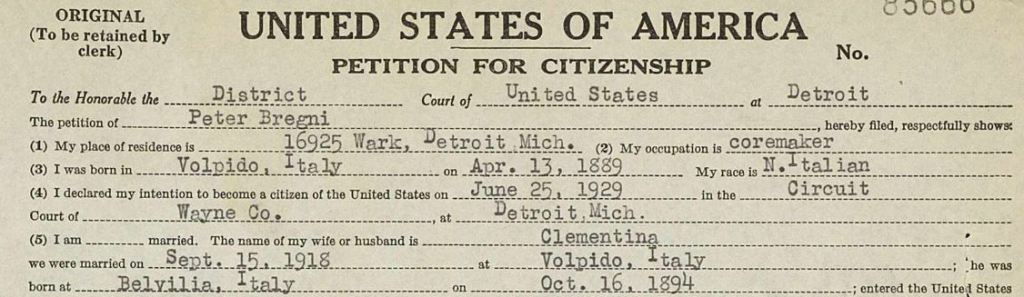 ORIGINAL
(To be retained by
clerk)
UNITED STATES OF AMERICA
PETITION FOR CITIZENSHIP
No.
To the Honorable the District Court of United States at Detroit
The petition of Peter Bregni, hereby filed, respectfully shows:
(1) My place of residence is 16925 Wark, Detroit Mich. (2) My occupation is coremaker
(3) I was born in Volpido, Italy on Apr. 13, 1889 My race is N.Italian
(4) I declared my intention to become a citizen of the United States on June 25, 1929 in the Circuit
Court of Wayne Co., at Detroit Mich.
(5) I am married. The name of my wife or husband is Clementina
we were married on Sept. 15, 1918 at Volpido, Italy; he was
born at Belvilia, Italy on Oct. 16, 1894; entered the United States